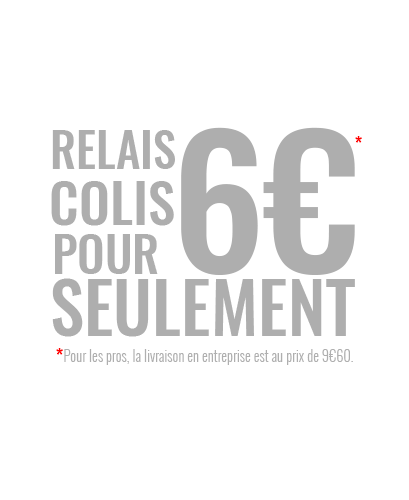 RELAIS
COLIS
POUR
6€*
SEULEMENT
*Pour les pros, la livraison en entreprise est au prix de 9€60.